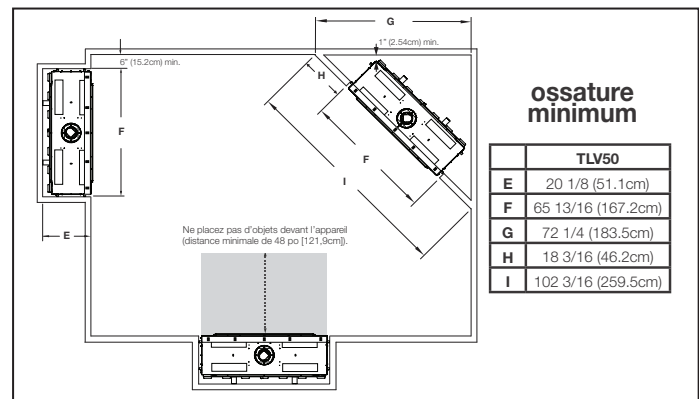 G
1" (2.54cm) min.
6" (15.2cm) min.
H
F
F
I
E
Ne placez pas d'objets devant l'appareil
(distance minimale de 48 po [121,9cm]).
ossature
minimum
TLV50
E 20 1/8 (51.1cm)
F 65 13/16 (167.2cm)
G 72 1/4 (183.5cm)
H 18 3/16 (46.2cm)
I 102 3/16 (259.5cm)